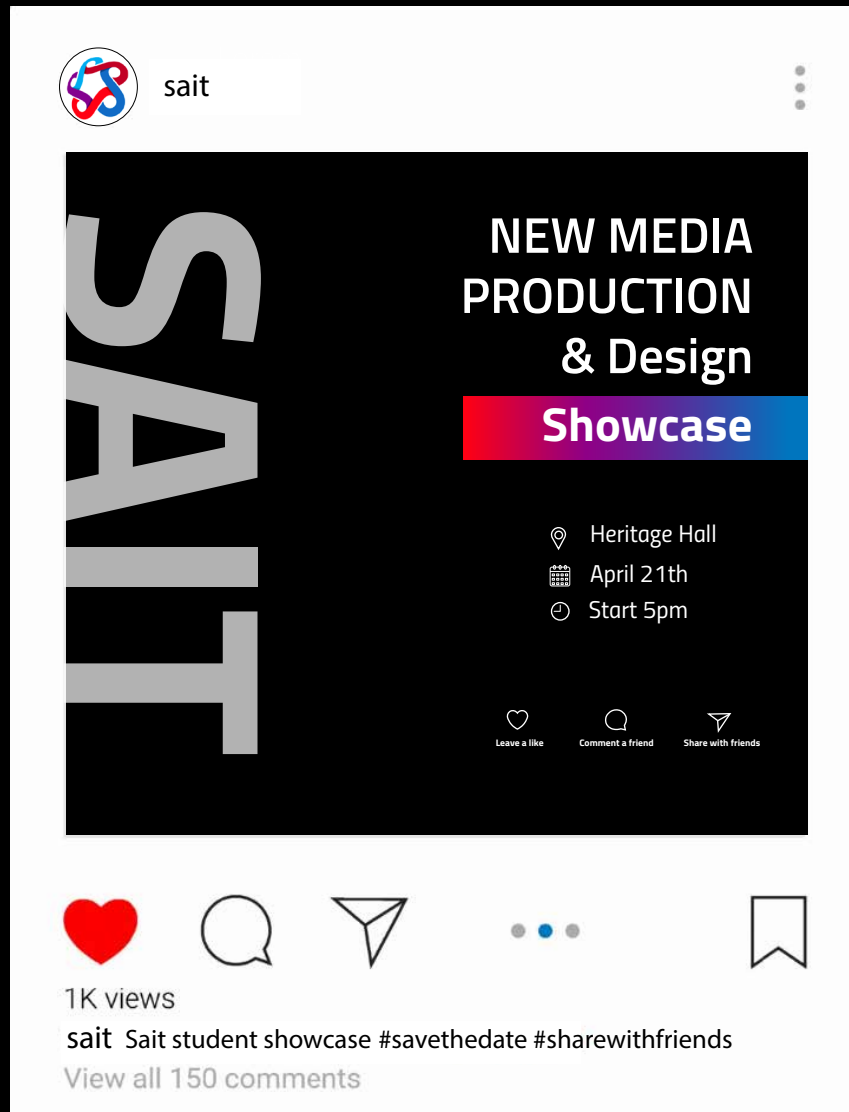 sait
SAIT
NEW MEDIA
PRODUCTION
& Design
Showcase
Heritage Hall
April 21th
Start 5pm
Leave a like
Comment a friend
Share with friends
1K views
sait Sait student showcase #savethedate #sharewithfriends
View all 150 comments